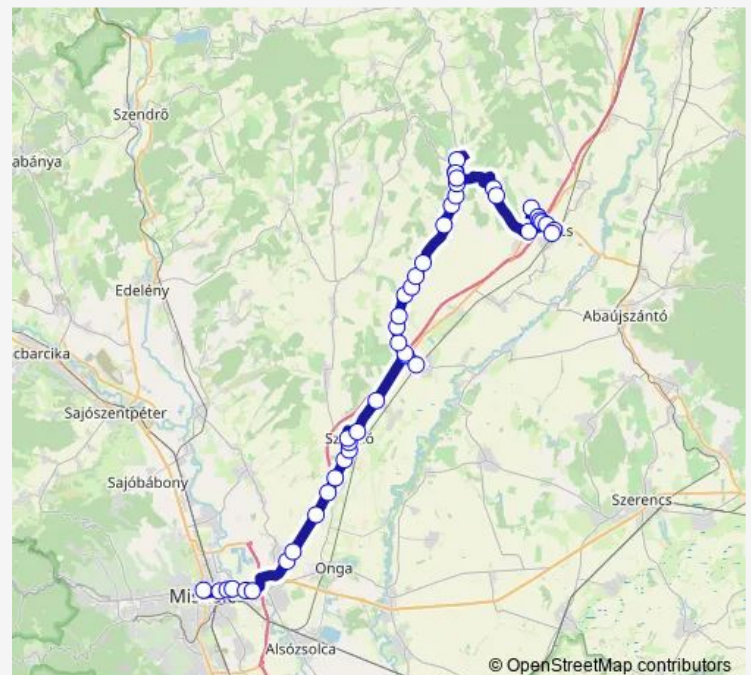 Szendrő
Edelény
Abaújszántó
Sajószentpéter
Sajóbábony
Szerencs
Onga
Alsózsolca
© OpenStreetMap contributors